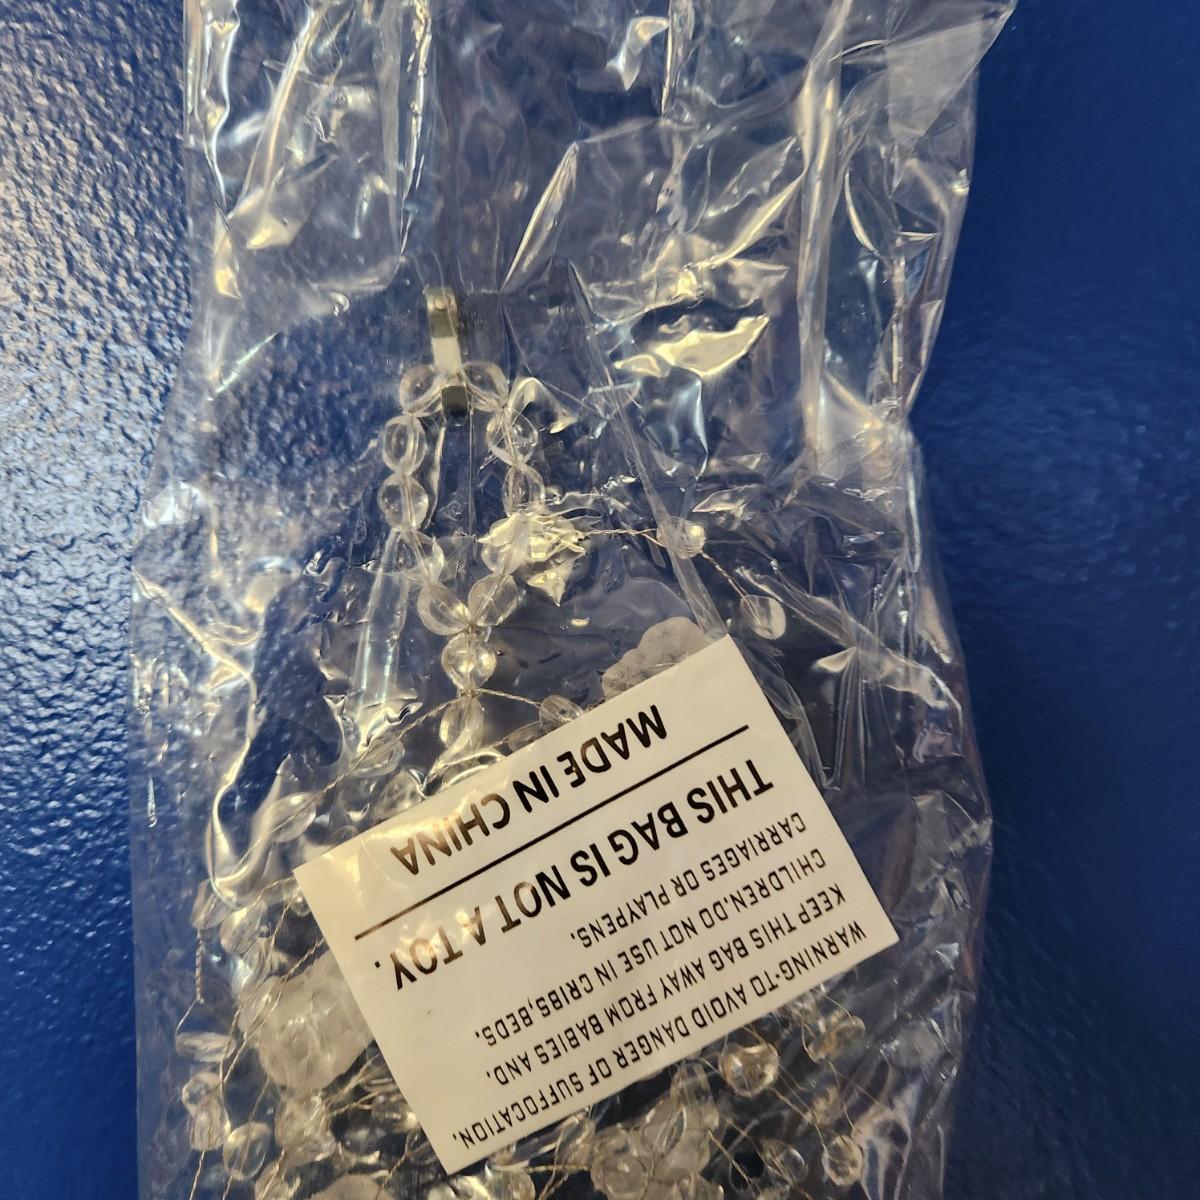 WARNING-TO AVOID DANGER OF SUFFOCATION.
KEEP THIS BAG AWAY FROM BABIES AND.
CHILDREN.DO NOT USE IN CRIBS,BEDS.
CARRIAGES OR PLAYPENS.
THIS BAG IS NOT A TOY.
MADE IN CHINA